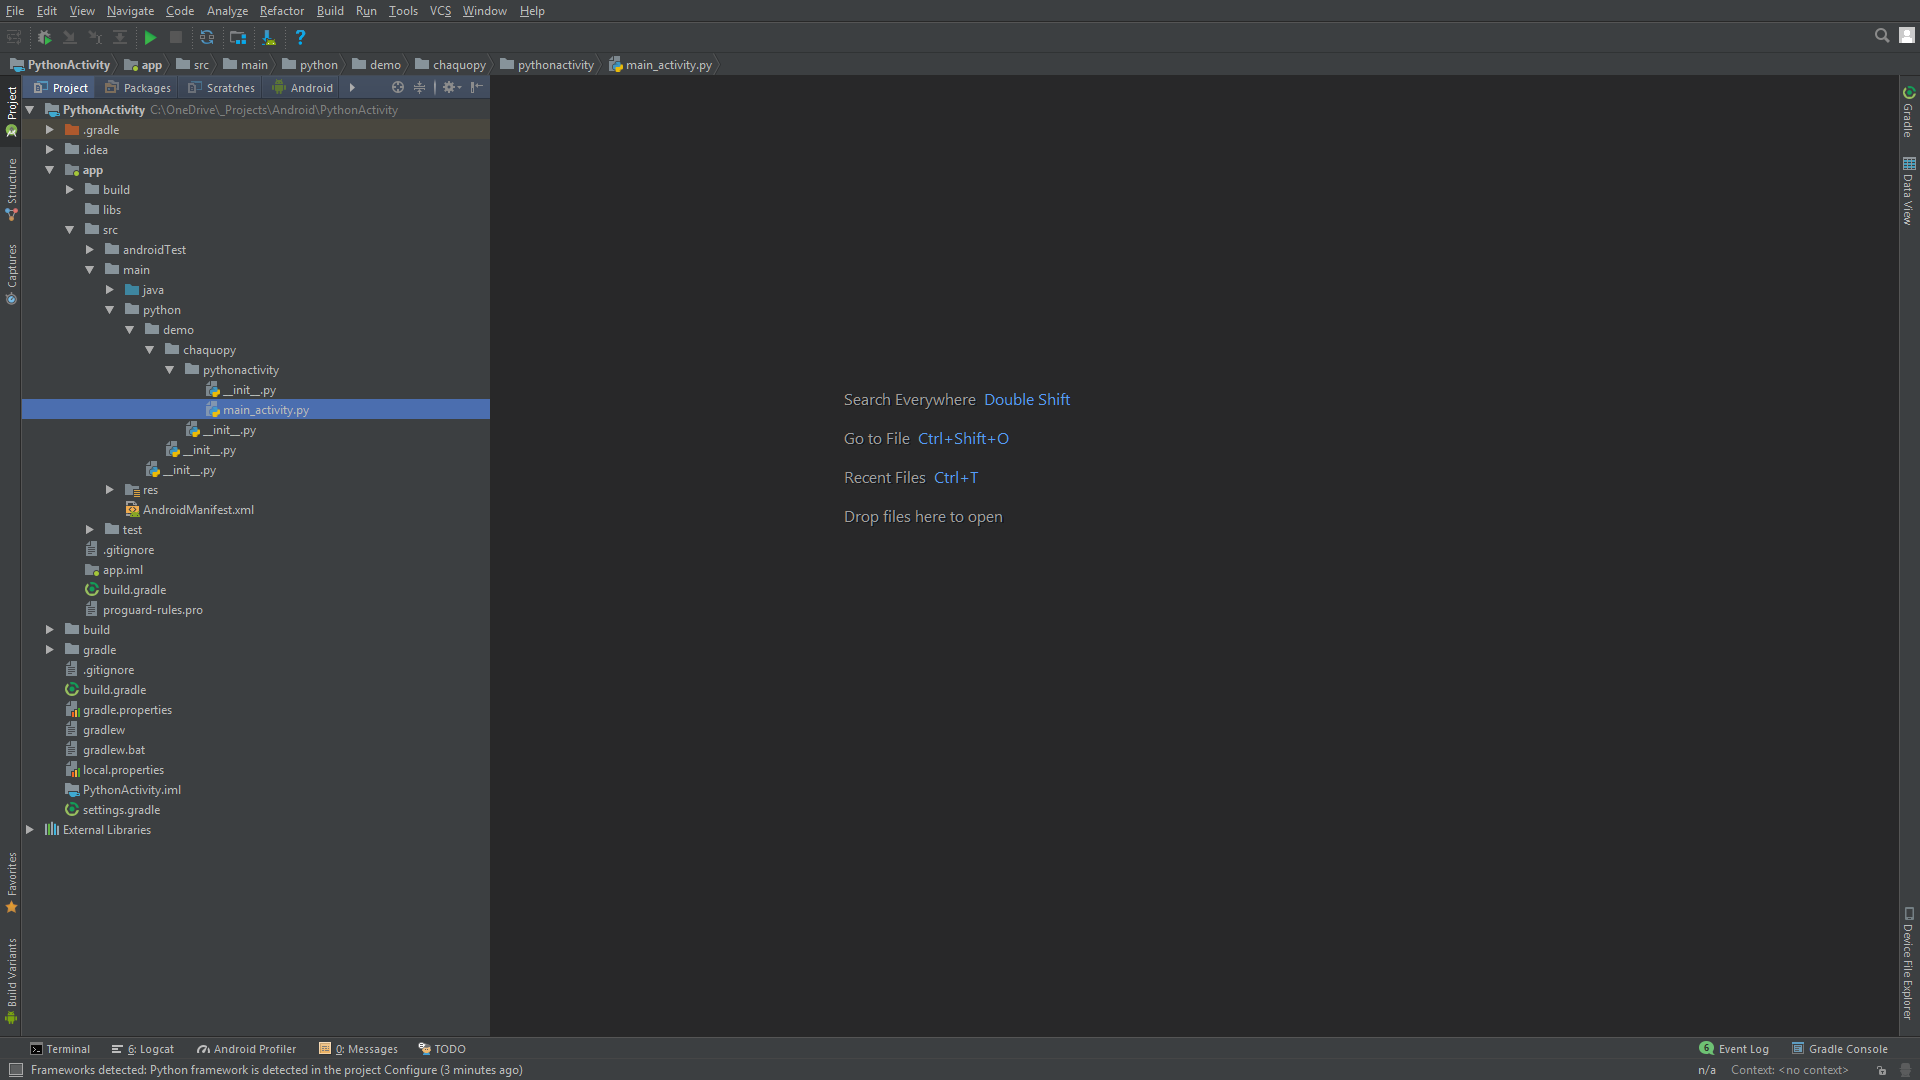 File Edit View Navigate Code Analyze Refactor Build Run Tools VCS Window Help
PythonActivity app src main python demo chaquopy pythonactivity main_activity.py
Project Packages Scratches Android
PythonActivity C:\OneDrive\_Projects\Android\PythonActivity
.gradle
.idea
app
build
libs
src
androidTest
main
java
python
demo
chaquopy
pythonactivity
__init__.py
main_activity.py
__init__.py
__init__.py
__init__.py
res
AndroidManifest.xml
test
.gitignore
app.iml
build.gradle
proguard-rules.pro
build
gradle
.gitignore
build.gradle
gradle.properties
gradlew
gradlew.bat
local.properties
PythonActivity.iml
settings.gradle
External Libraries
Project
Structure
Captures
Favorites
Build Variants
Search Everywhere Double Shift
Go to File Ctrl+Shift+O
Recent Files Ctrl+T
Drop files here to open
Gradle
Data View
Device File Explorer
Terminal 6: Logcat Android Profiler 0: Messages TODO 6 Event Log Gradle Console
Frameworks detected: Python framework is detected in the project Configure (3 minutes ago) n/a Context: <no context>